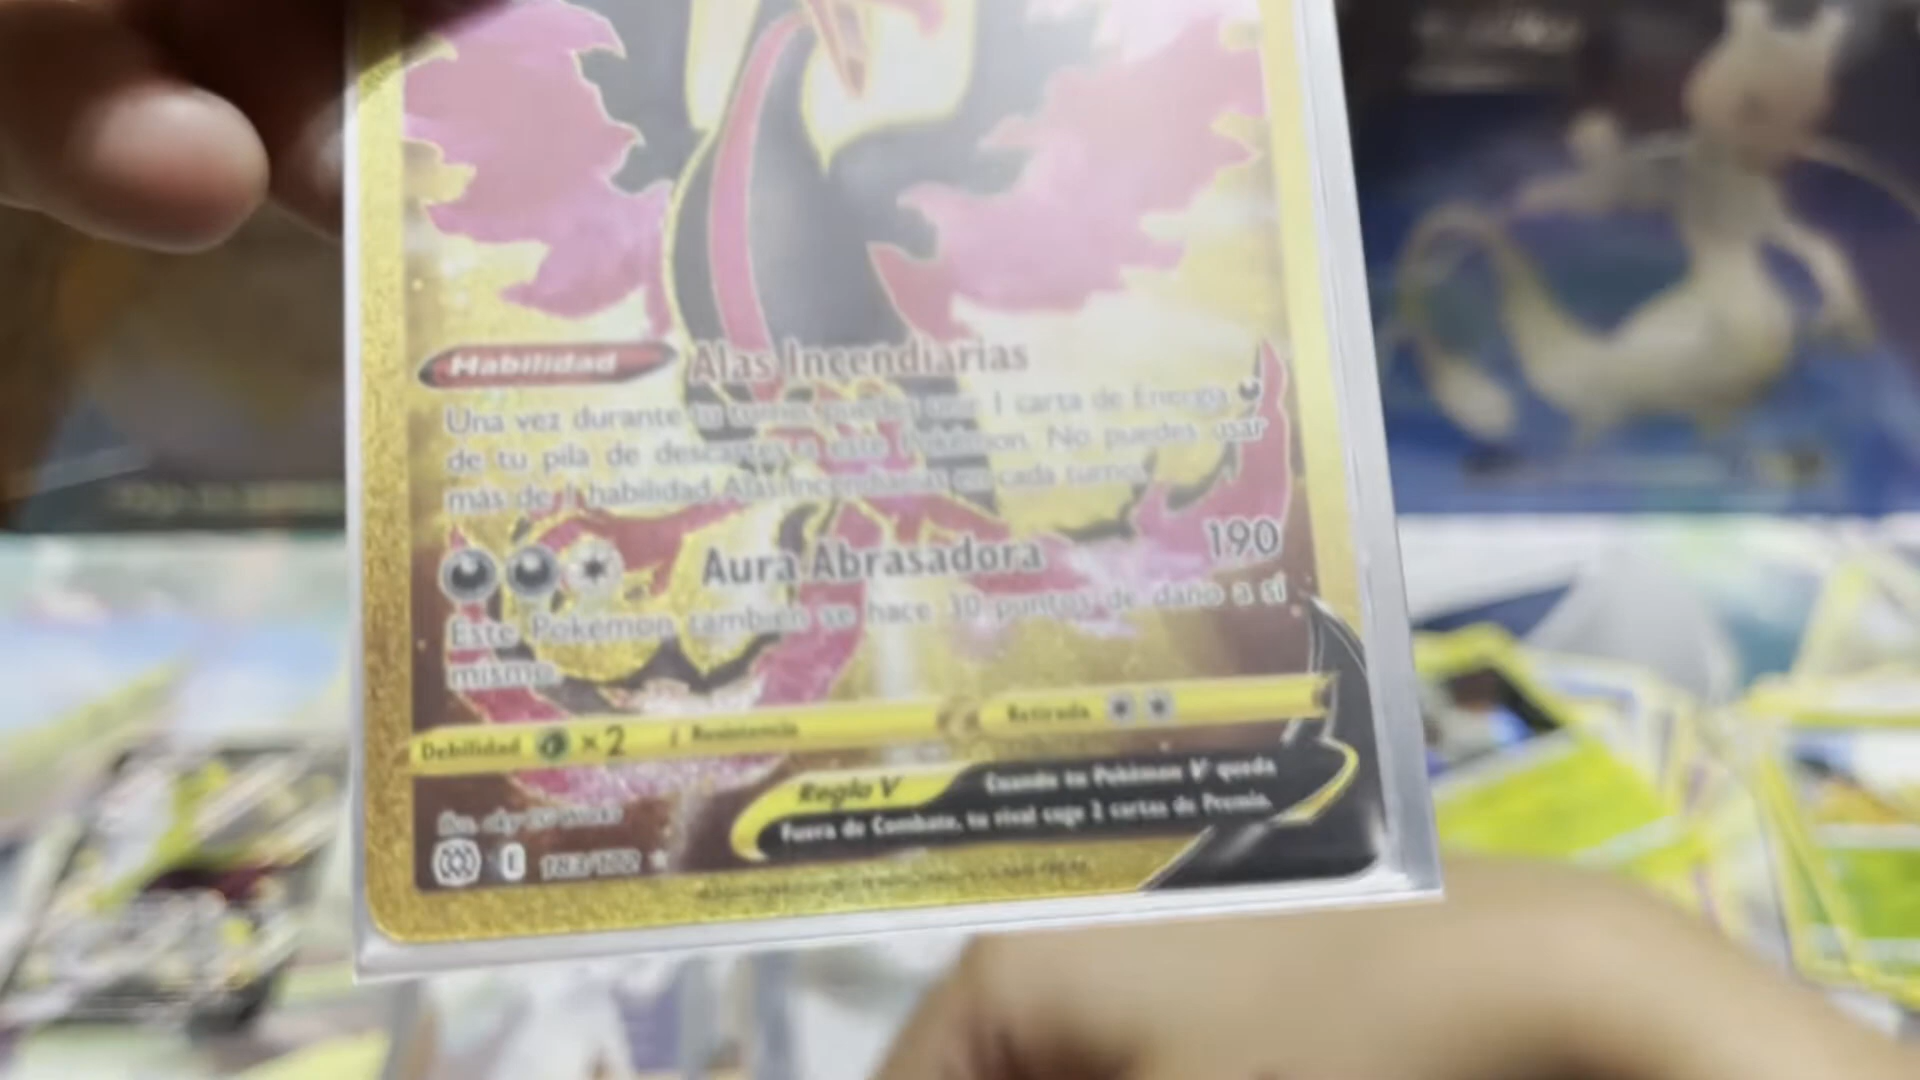 Habilidad Alas Incendiarias
Una vez durante tu turno, puedes unir 1 carta de Energía
de tu pila de descartes a este Pokémon. No puedes usar
más de 1 habilidad Alas Incendiarias en cada turno.
Aura Abrasadora 190
Este Pokémon también se hace 30 puntos de daño a sí
mismo.
Debilidad ×2 Resistencia Retirada
Regla V Cuando tu Pokémon V queda
Fuera de Combate, tu rival coge 2 cartas de Premio.
E 183/172